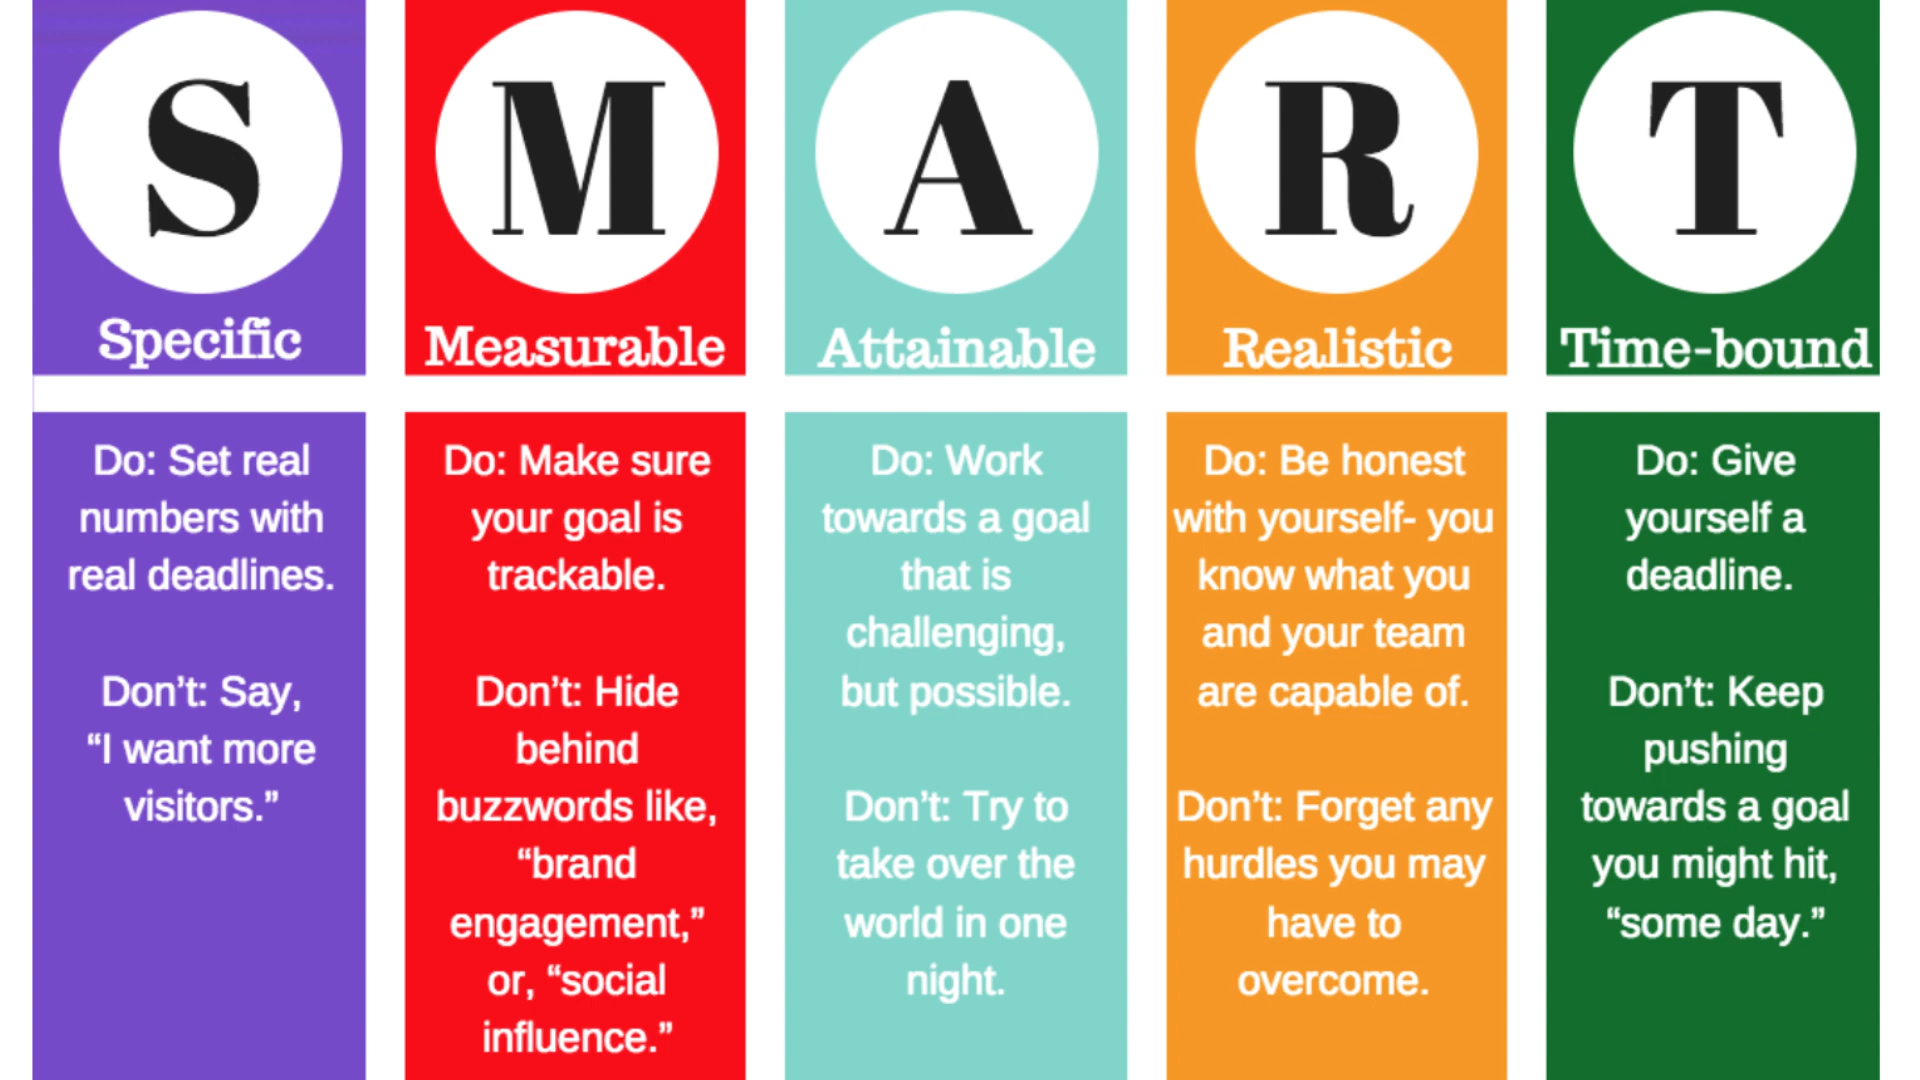 S
Specific
Do: Set real
numbers with
real deadlines.
Don't: Say,
“I want more
visitors.”
M
Measurable
Do: Make sure
your goal is
trackable.
Don't: Hide
behind
buzzwords like,
“brand
engagement,”
or, “social
influence.”
A
Attainable
Do: Work
towards a goal
that is
challenging,
but possible.
Don't: Try to
take over the
world in one
night.
R
Realistic
Do: Be honest
with yourself- you
know what you
and your team
are capable of.
Don't: Forget any
hurdles you may
have to
overcome.
T
Time-bound
Do: Give
yourself a
deadline.
Don't: Keep
pushing
towards a goal
you might hit,
“some day.”